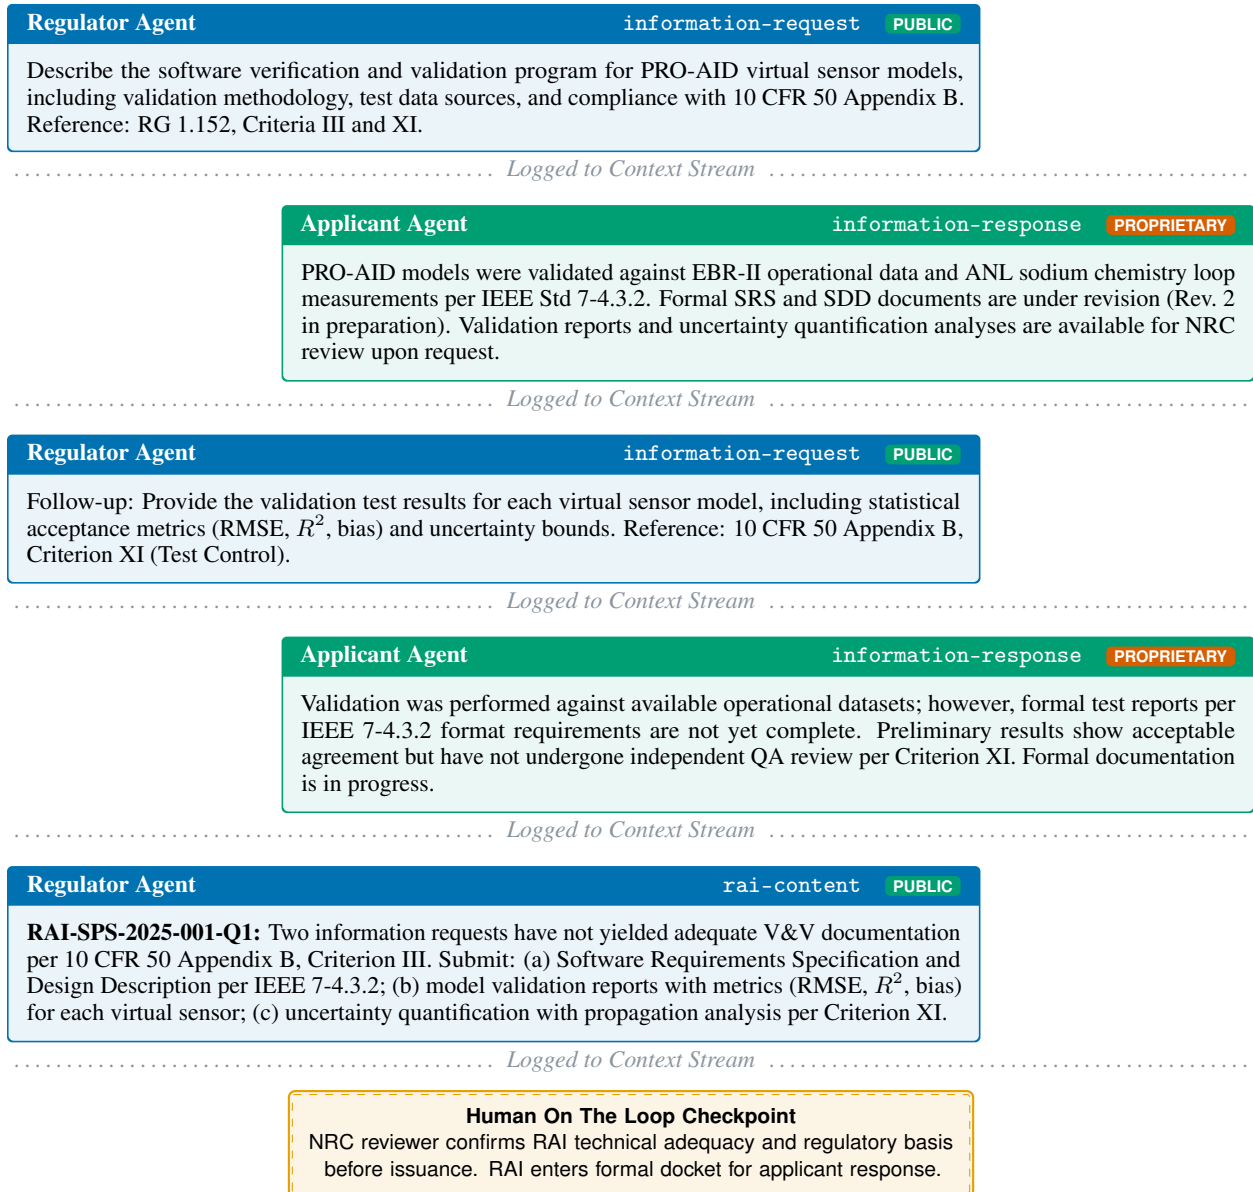 Regulator Agent information-request PUBLIC
Describe the software verification and validation program for PRO-AID virtual sensor models,
including validation methodology, test data sources, and compliance with 10 CFR 50 Appendix B.
Reference: RG 1.152, Criteria III and XI.
Logged to Context Stream
Applicant Agent information-response PROPRIETARY
PRO-AID models were validated against EBR-II operational data and ANL sodium chemistry loop
measurements per IEEE Std 7-4.3.2. Formal SRS and SDD documents are under revision (Rev. 2
in preparation). Validation reports and uncertainty quantification analyses are available for NRC
review upon request.
Logged to Context Stream
Regulator Agent information-request PUBLIC
Follow-up: Provide the validation test results for each virtual sensor model, including statistical
acceptance metrics (RMSE, R², bias) and uncertainty bounds. Reference: 10 CFR 50 Appendix B,
Criterion XI (Test Control).
Logged to Context Stream
Applicant Agent information-response PROPRIETARY
Validation was performed against available operational datasets; however, formal test reports per
IEEE 7-4.3.2 format requirements are not yet complete. Preliminary results show acceptable
agreement but have not undergone independent QA review per Criterion XI. Formal documentation
is in progress.
Logged to Context Stream
Regulator Agent rai-content PUBLIC
RAI-SPS-2025-001-Q1: Two information requests have not yielded adequate V&V documentation
per 10 CFR 50 Appendix B, Criterion III. Submit: (a) Software Requirements Specification and
Design Description per IEEE 7-4.3.2; (b) model validation reports with metrics (RMSE, R², bias)
for each virtual sensor; (c) uncertainty quantification with propagation analysis per Criterion XI.
Logged to Context Stream
Human On The Loop Checkpoint
NRC reviewer confirms RAI technical adequacy and regulatory basis
before issuance. RAI enters formal docket for applicant response.